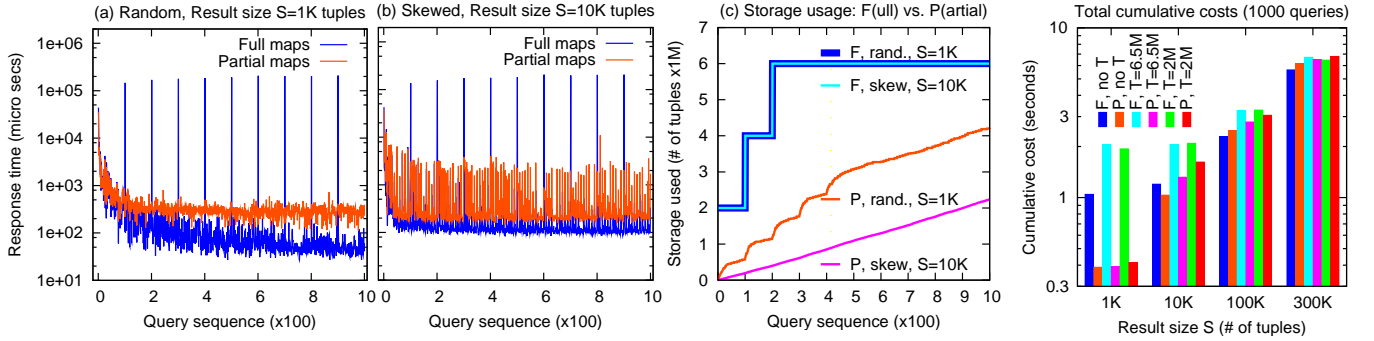 (a) Random, Result size S=1K tuples
Response time (micro secs)
1e+06
1e+05
1e+04
1e+03
1e+02
1e+01
Full maps
Partial maps
0 2 4 6 8 10
Query sequence (x100)
(b) Skewed, Result size S=10K tuples
Full maps
Partial maps
0 2 4 6 8 10
Query sequence (x100)
(c) Storage usage: F(ull) vs. P(artial)
Storage used (# of tuples x1M)
8
7
6
5
4
3
2
1
0
F, rand., S=1K
F, skew, S=10K
P, rand., S=1K
P, skew, S=10K
0 1 2 3 4 5 6 7 8 9 10
Query sequence (x100)
Total cumulative costs (1000 queries)
Cumulative cost (seconds)
10
3
1
0.3
F, no T
P, no T
F, T=6.5M
P, T=6.5M
F, T=2M
P, T=2M
1K 10K 100K 300K
Result size S (# of tuples)